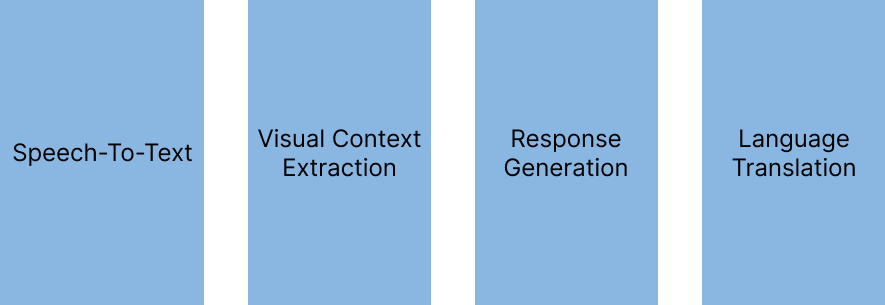 Speech-To-Text
Visual Context
Extraction
Response
Generation
Language
Translation